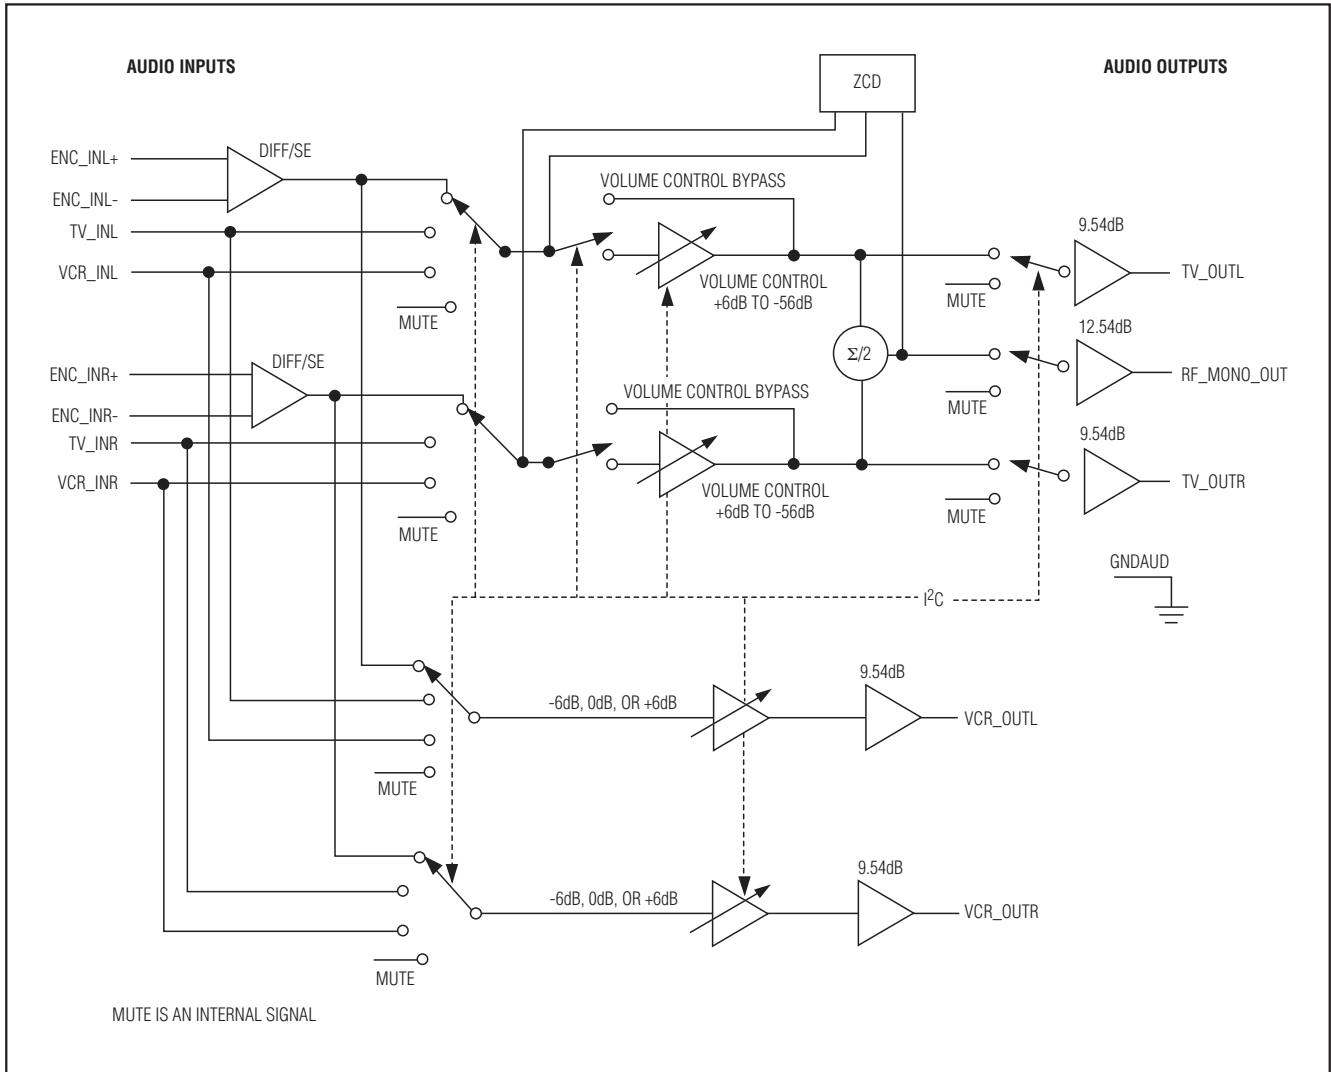 AUDIO INPUTS
AUDIO OUTPUTS
ZCD
ENC_INL+
DIFF/SE
ENC_INL-
TV_INL
VCR_INL
MUTE
VOLUME CONTROL BYPASS
VOLUME CONTROL
+6dB TO -56dB
MUTE
9.54dB
TV_OUTL
Σ/2
12.54dB
RF_MONO_OUT
MUTE
ENC_INR+
DIFF/SE
ENC_INR-
TV_INR
VCR_INR
MUTE
VOLUME CONTROL BYPASS
VOLUME CONTROL
+6dB TO -56dB
MUTE
9.54dB
TV_OUTR
GNDAUD
I²C
-6dB, 0dB, OR +6dB
9.54dB
VCR_OUTL
MUTE
-6dB, 0dB, OR +6dB
9.54dB
VCR_OUTR
MUTE
MUTE IS AN INTERNAL SIGNAL